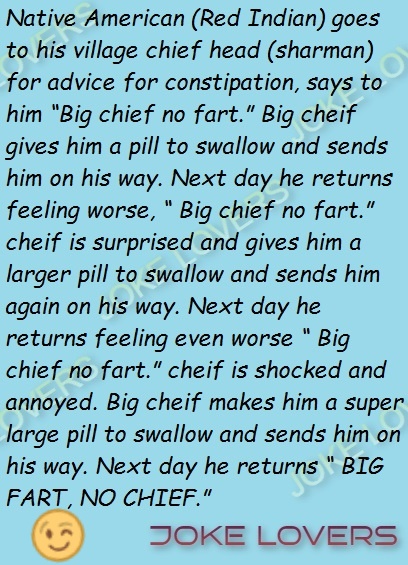 Native American (Red Indian) goes
to his village chief head (sharman)
for advice for constipation, says to
him “Big chief no fart.” Big cheif
gives him a pill to swallow and sends
him on his way. Next day he returns
feeling worse, “ Big chief no fart.”
cheif is surprised and gives him a
larger pill to swallow and sends him
again on his way. Next day he
returns feeling even worse “ Big
chief no fart.” cheif is shocked and
annoyed. Big cheif makes him a super
large pill to swallow and sends him on
his way. Next day he returns “ BIG
FART, NO CHIEF.”
JOKE LOVERS